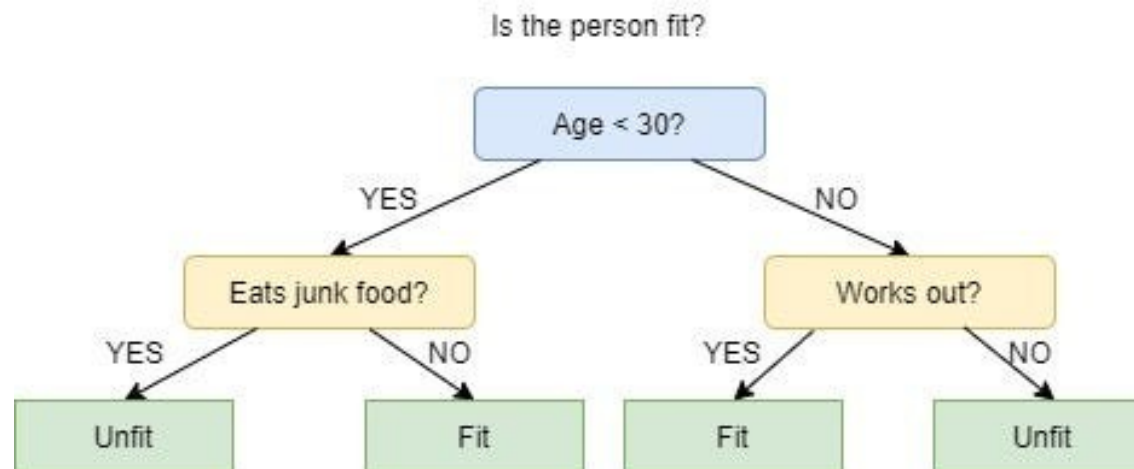 Is the person fit?
Age < 30?
YES
NO
Eats junk food?
Works out?
YES
NO
YES
NO
Unfit
Fit
Fit
Unfit